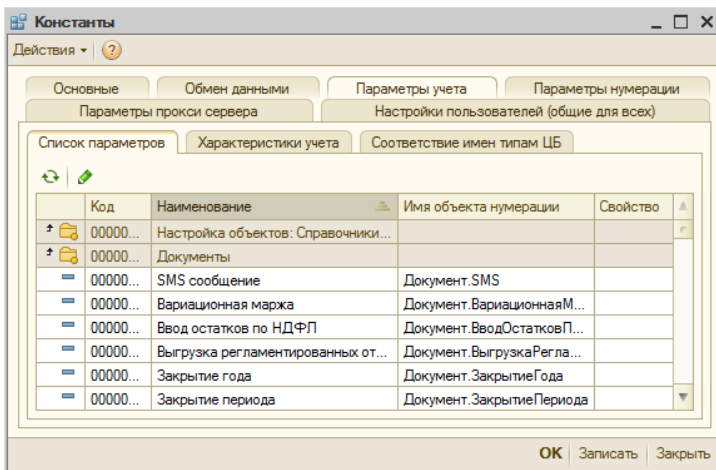 Константы
Действия
Основные Обмен данными Параметры учета Параметры нумерации
Параметры прокси сервера Настройки пользователей (общие для всех)
Список параметров Характеристики учета Соответствие имен типам ЦБ
Код Наименование Имя объекта нумерации Свойство
00000... Настройка объектов: Справочники...
00000... Документы
00000... SMS сообщение Документ.SMS
00000... Вариационная маржа Документ.ВариационнаяМ...
00000... Ввод остатков по НДФЛ Документ.ВводОстатковП...
00000... Выгрузка регламентированных от... Документ.ВыгрузкаРегла...
00000... Закрытие года Документ.ЗакрытиеГода
00000... Закрытие периода Документ.ЗакрытиеПериода
OK Записать Закрыть